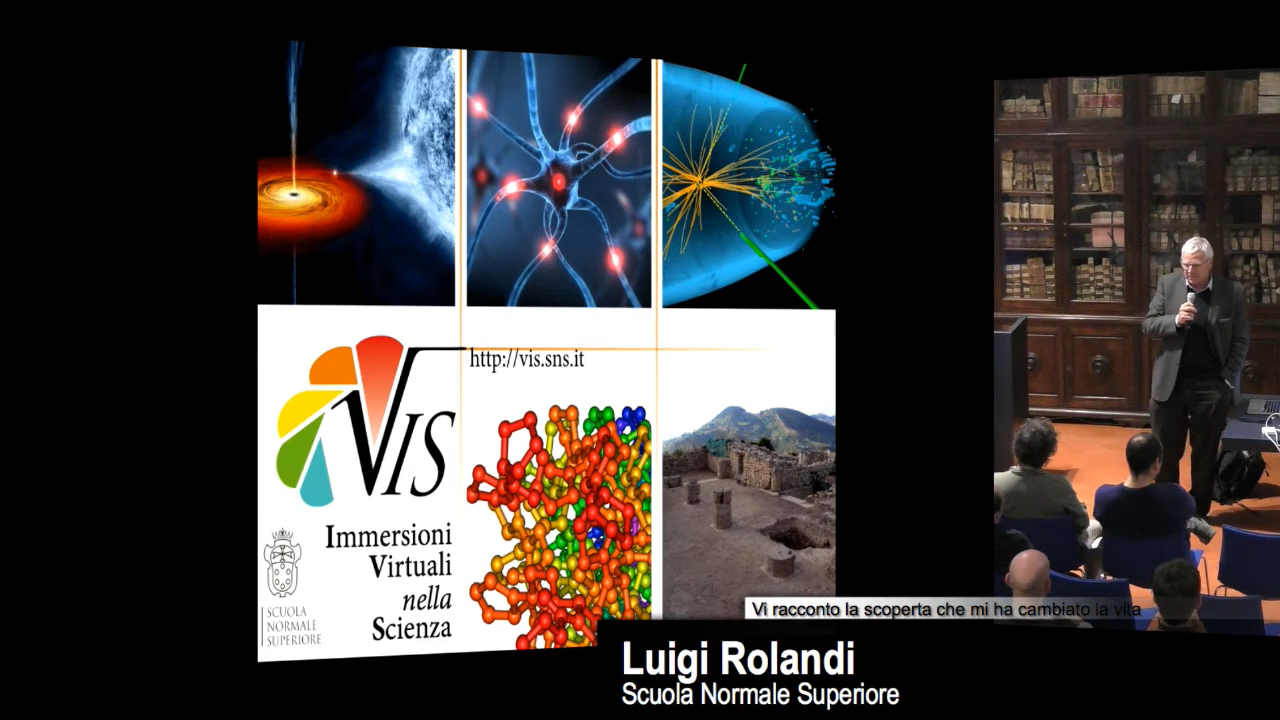 http://vis.sns.it
VIS
Immersioni
Virtuali
nella
Scienza
SCUOLA
NORMALE
SUPERIORE
Vi racconto la scoperta che mi ha cambiato la vita
Luigi Rolandi
Scuola Normale Superiore